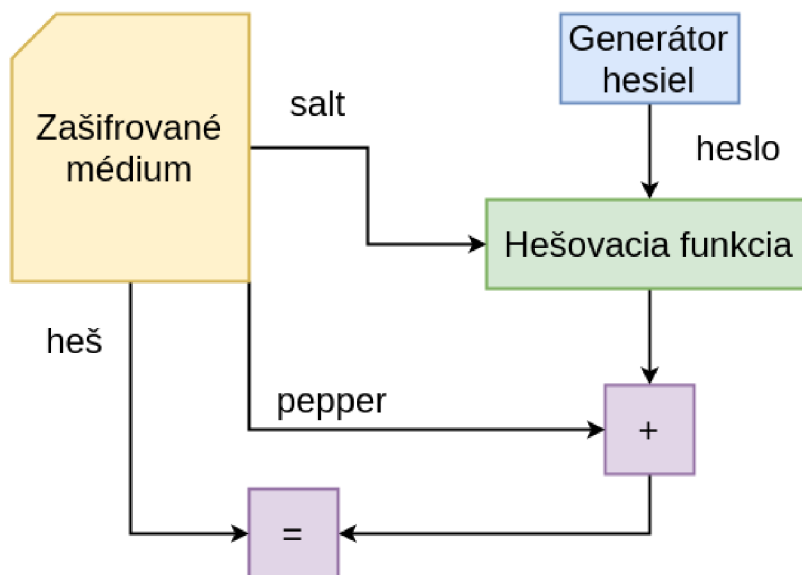 Generátor
hesiel
salt
Zašifrované
médium
heslo
Hešovacia funkcia
heš
pepper
+
=